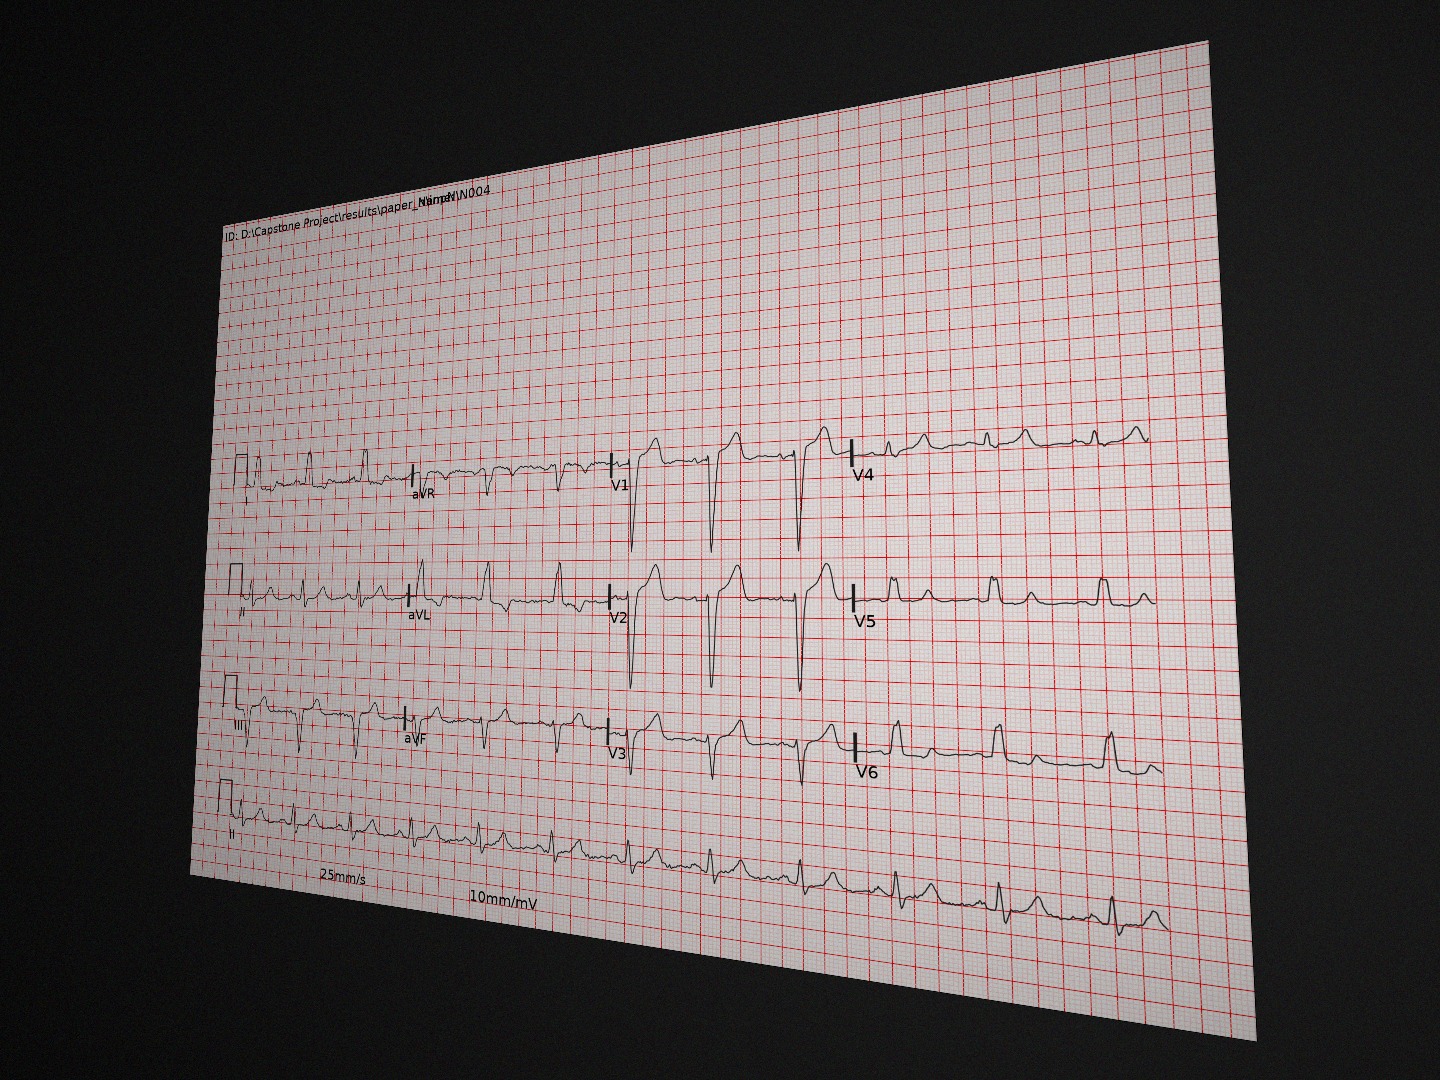 ID: D:\Capstone Project\results\paper_
I aVR V1 V4
II aVL V2 V5
III aVF V3 V6
II
25mm/s 10mm/mV